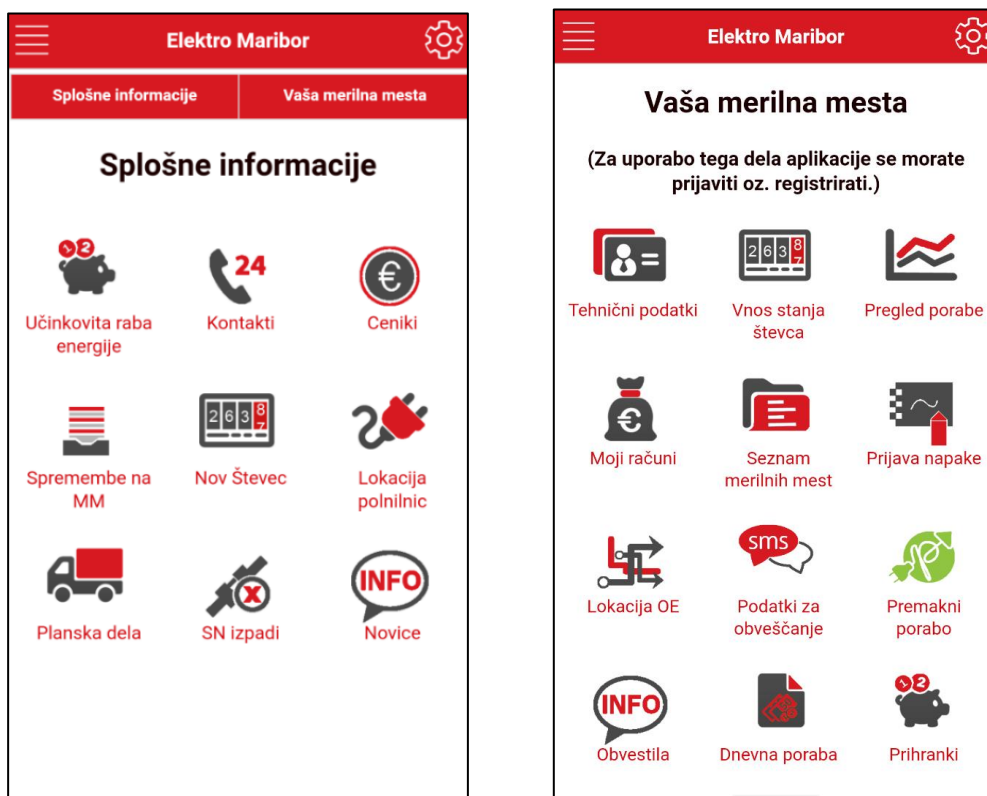 Elektro Maribor
Splošne informacije
Vaša merilna mesta
Splošne informacije
1 2
24
€
Učinkovita raba
energije
Kontakti
Ceniki
2 6 3 8
7
Spremembe na
MM
Nov Števec
Lokacija
polnilnic
X
INFO
Planska dela
SN izpadi
Novice
Elektro Maribor
Vaša merilna mesta
(Za uporabo tega dela aplikacije se morate
prijaviti oz. registrirati.)
2 6 3 8
7
Tehnični podatki
Vnos stanja
števca
Pregled porabe
€
Moji računi
Seznam
merilnih mest
Prijava napake
sms
Lokacija OE
Podatki za
obveščanje
Premakni
porabo
INFO
1 2
Obvestila
Dnevna poraba
Prihranki